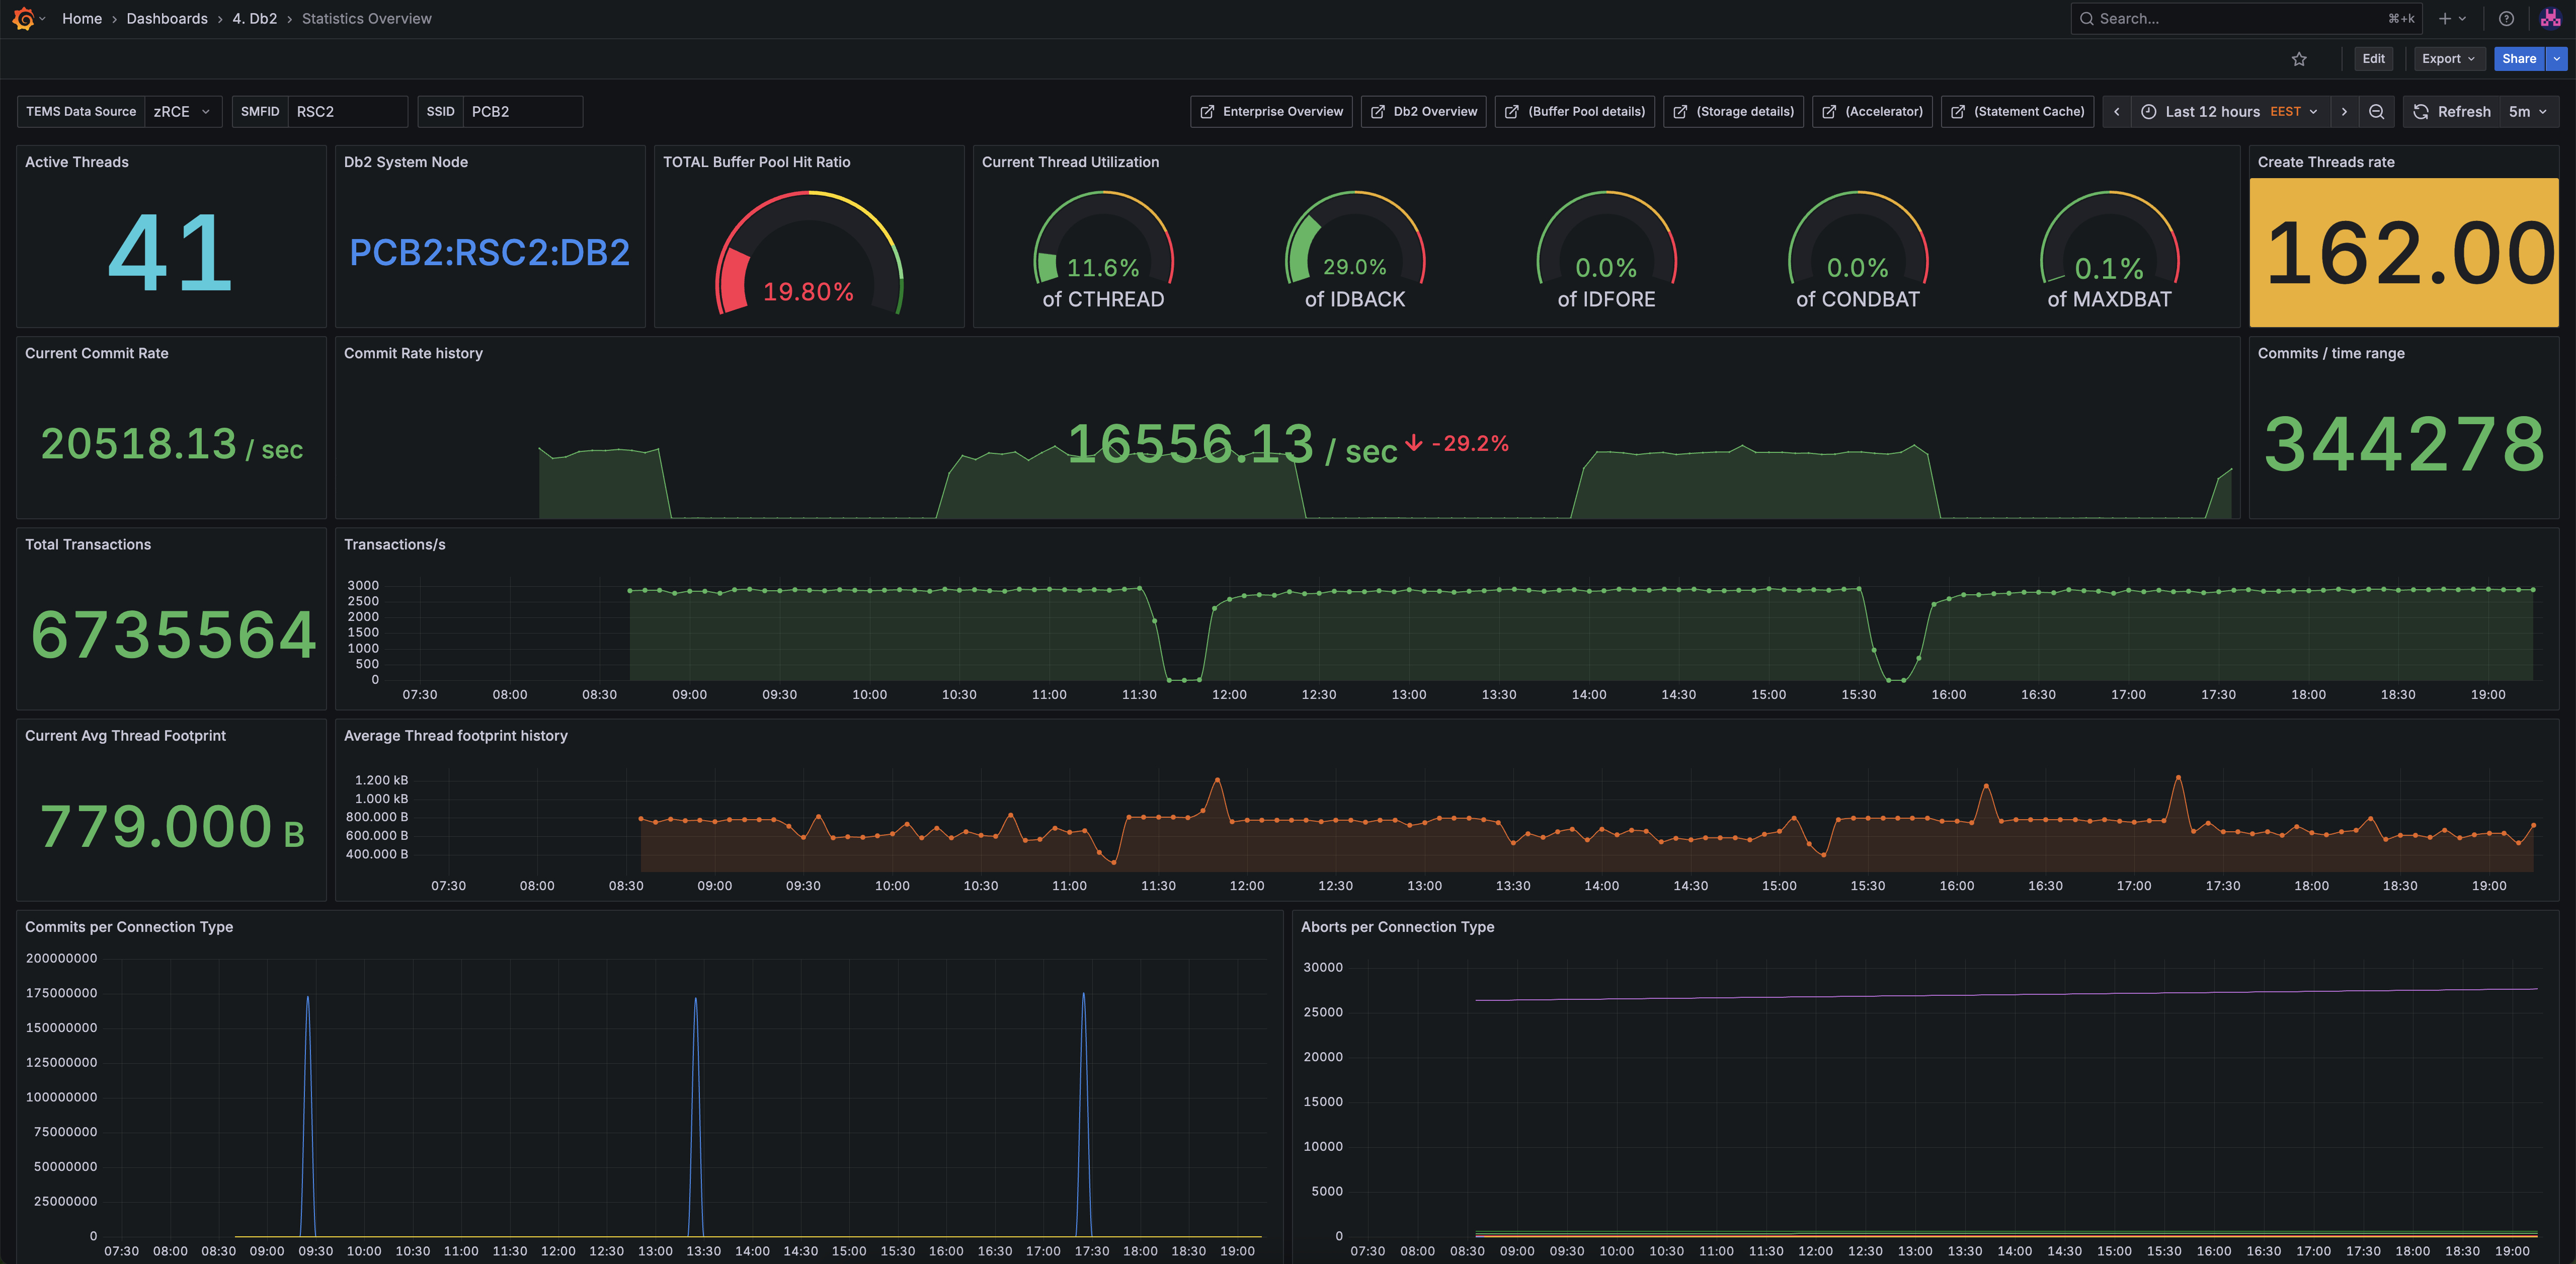 Home › Dashboards › 4. Db2 › Statistics Overview
Search... ⌘+k
Edit Export Share
TEMS Data Source zRCE SMFID RSC2 SSID PCB2
Enterprise Overview Db2 Overview (Buffer Pool details) (Storage details) (Accelerator) (Statement Cache)
Last 12 hours EEST Refresh 5m
Active Threads
41
Db2 System Node
PCB2:RSC2:DB2
TOTAL Buffer Pool Hit Ratio
19.80%
Current Thread Utilization
11.6% 29.0% 0.0% 0.0% 0.1%
of CTHREAD of IDBACK of IDFORE of CONDBAT of MAXDBAT
Create Threads rate
162.00
Current Commit Rate
20518.13 / sec
Commit Rate history
16556.13 / sec -29.2%
Commits / time range
344278
Total Transactions
6735564
Transactions/s
3000
2500
2000
1500
1000
500
0
07:30 08:00 08:30 09:00 09:30 10:00 10:30 11:00 11:30 12:00 12:30 13:00 13:30 14:00 14:30 15:00 15:30 16:00 16:30 17:00 17:30 18:00 18:30 19:00
Current Avg Thread Footprint
779.000 B
Average Thread footprint history
1.200 kB
1.000 kB
800.000 B
600.000 B
400.000 B
07:30 08:00 08:30 09:00 09:30 10:00 10:30 11:00 11:30 12:00 12:30 13:00 13:30 14:00 14:30 15:00 15:30 16:00 16:30 17:00 17:30 18:00 18:30 19:00
Commits per Connection Type
200000000
175000000
150000000
125000000
100000000
75000000
50000000
25000000
0
07:30 08:00 08:30 09:00 09:30 10:00 10:30 11:00 11:30 12:00 12:30 13:00 13:30 14:00 14:30 15:00 15:30 16:00 16:30 17:00 17:30 18:00 18:30 19:00
Aborts per Connection Type
30000
25000
20000
15000
10000
5000
0
07:30 08:00 08:30 09:00 09:30 10:00 10:30 11:00 11:30 12:00 12:30 13:00 13:30 14:00 14:30 15:00 15:30 16:00 16:30 17:00 17:30 18:00 18:30 19:00